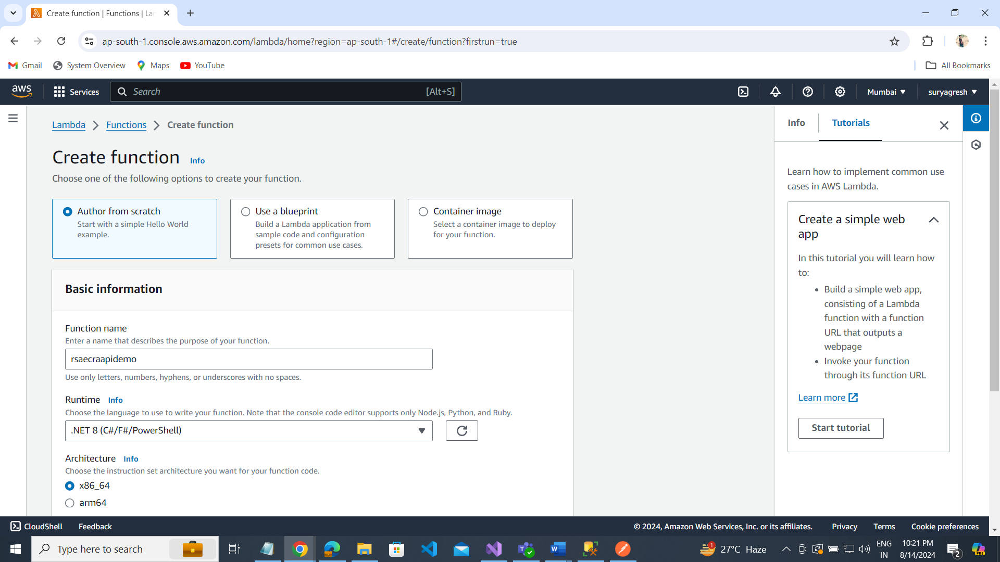 Create function | Functions | Lar
ap-south-1.console.aws.amazon.com/lambda/home?region=ap-south-1#/create/function?firstrun=true
Gmail System Overview Maps YouTube All Bookmarks
aws Services Search [Alt+S] Mumbai suryagresh
Lambda Functions Create function
Info Tutorials
Create function Info
Choose one of the following options to create your function.
Author from scratch
Start with a simple Hello World
example.
Use a blueprint
Build a Lambda application from
sample code and configuration
presets for common use cases.
Container image
Select a container image to deploy
for your function.
Basic information
Function name
Enter a name that describes the purpose of your function.
rsaecraapidemo
Use only letters, numbers, hyphens, or underscores with no spaces.
Runtime Info
Choose the language to use to write your function. Note that the console code editor supports only Node.js, Python, and Ruby.
.NET 8 (C#/F#/PowerShell)
Architecture Info
Choose the instruction set architecture you want for your function code.
x86_64
arm64
Learn how to implement common use
cases in AWS Lambda.
Create a simple web
app
In this tutorial you will learn how
to:
• Build a simple web app,
consisting of a Lambda
function with a function
URL that outputs a
webpage
• Invoke your function
through its function URL
Learn more
Start tutorial
CloudShell Feedback © 2024, Amazon Web Services, Inc. or its affiliates. Privacy Terms Cookie preferences
Type here to search
1
27°C Haze
ENG
IN
10:21 PM
8/14/2024
2
PRE